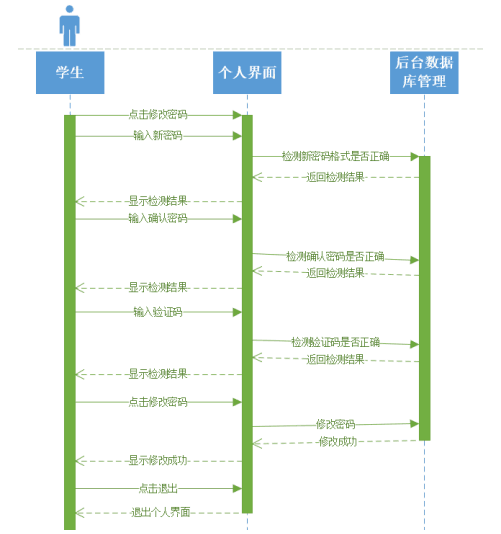 学生
个人界面
后台数据
库管理
点击修改密码
输入新密码
检测新密码格式是否正确
返回检测结果
显示检测结果
输入确认密码
检测确认密码是否正确
返回检测结果
显示检测结果
输入验证码
检测验证码是否正确
返回检测结果
显示检测结果
点击修改密码
修改密码
修改成功
显示修改成功
点击退出
退出个人界面